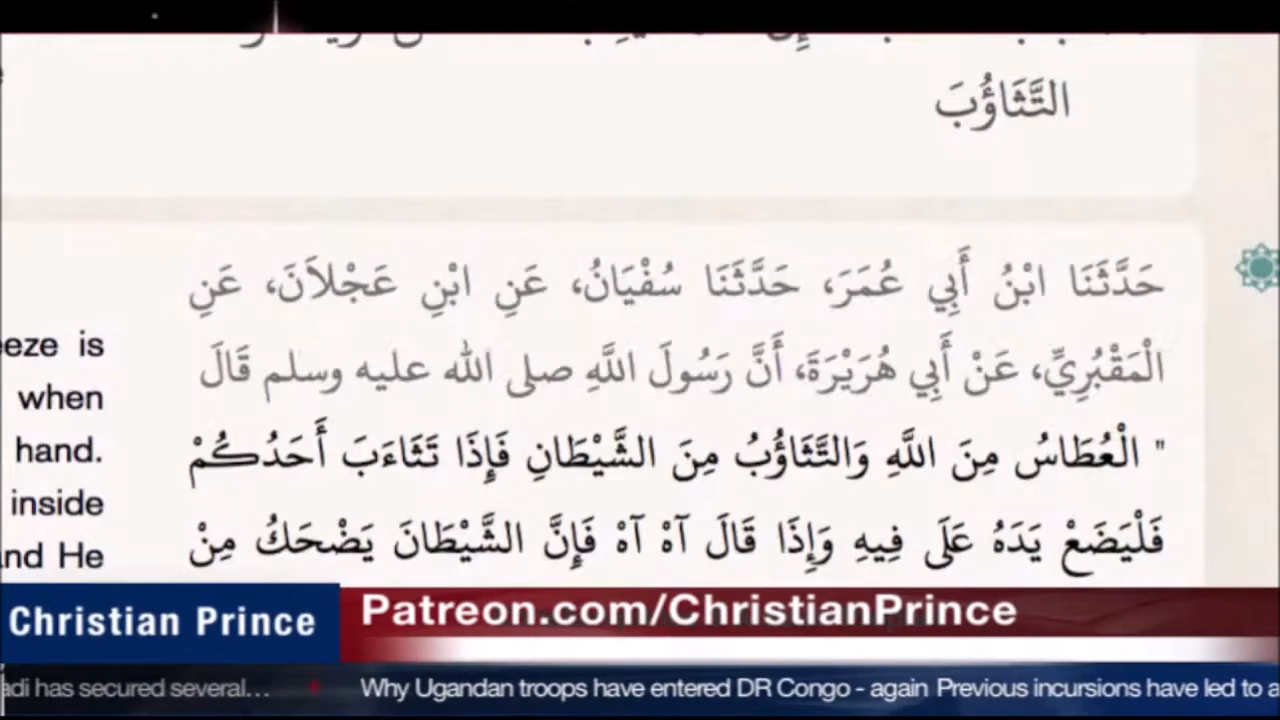 التَّثَاؤُبَ
حَدَّثَنَا ابْنُ أَبِي عُمَرَ، حَدَّثَنَا سُفْيَانُ، عَنِ ابْنِ عَجْلاَنَ، عَنِ
الْمَقْبُرِيِّ، عَنْ أَبِي هُرَيْرَةَ، أَنَّ رَسُولَ اللَّهِ صلى الله عليه وسلم قَالَ
" الْعُطَاسُ مِنَ اللَّهِ وَالتَّثَاؤُبُ مِنَ الشَّيْطَانِ فَإِذَا تَثَاءَبَ أَحَدُكُمْ
فَلْيَضَعْ يَدَهُ عَلَى فِيهِ وَإِذَا قَالَ آهْ آهْ فَإِنَّ الشَّيْطَانَ يَضْحَكُ مِنْ
eeze is
when
hand.
inside
and He
Christian Prince
Patreon.com/ChristianPrince
adi has secured several...
Why Ugandan troops have entered DR Congo - again Previous incursions have led to a